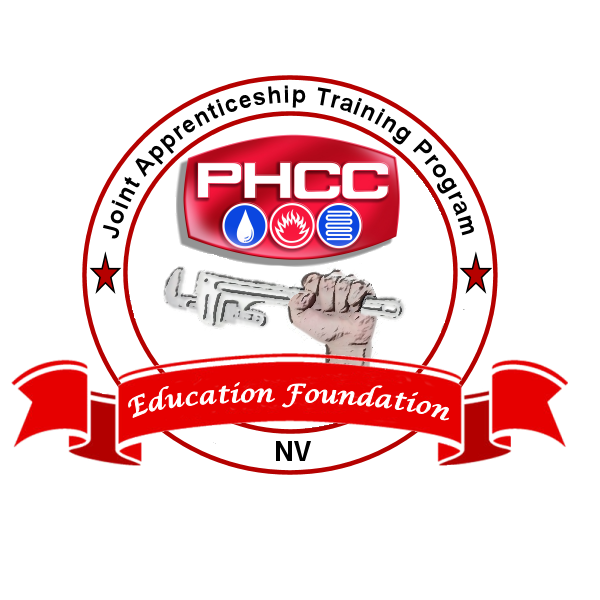 Joint Apprenticeship Training Program
PHCC
Education Foundation
NV